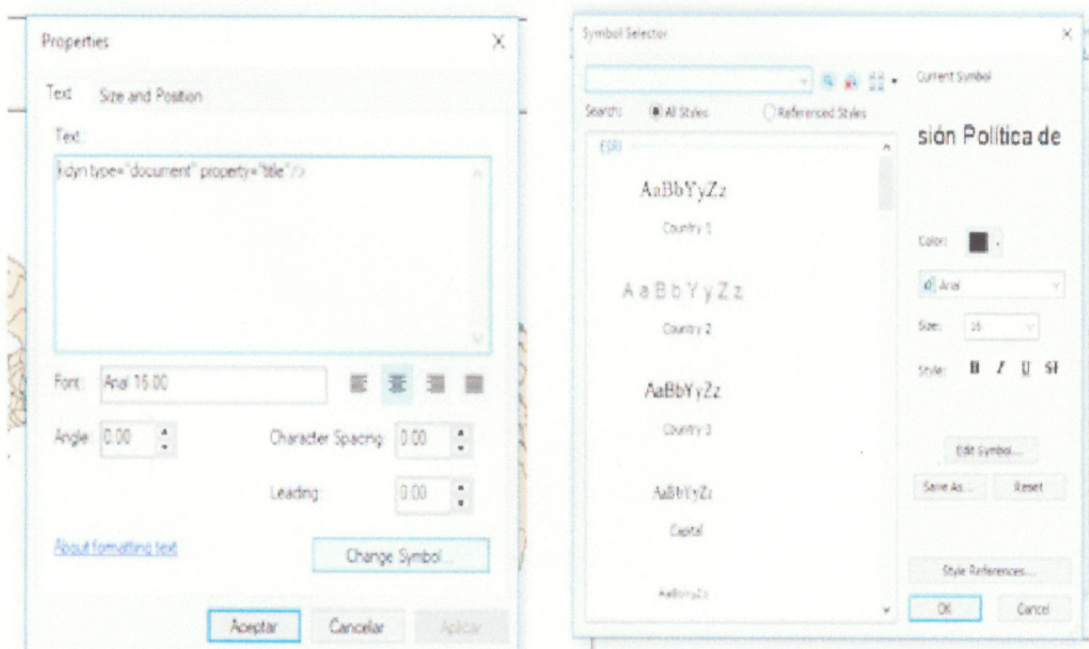 Properties
Text Size and Position
Text:
<dyn type="document" property="title"/>
Font: Arial 16.00
Angle: 0.00 Character Spacing: 0.00
Leading: 0.00
About formatting text
Change Symbol...
Aceptar Cancelar Aplicar
Symbol Selector
Current Symbol
Search: All Styles Referenced Styles
ESRI
sión Política de
AaBbYyZz
Country 1
Color:
AaBbYyZz
Arial
Country 2
Size: 16
AaBbYyZz
Style: B I U ST
Country 3
Edit Symbol...
AaBbYyZz
Save As... Reset
Capital
Style References...
AaBbYyZz
OK Cancel